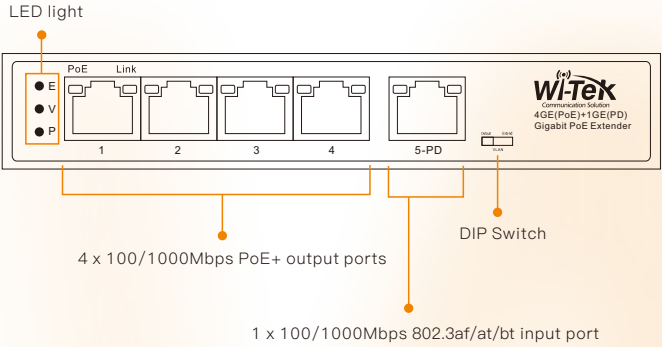 LED light
PoE Link
E
V
P
1 2 3 4 5-PD
Wi-Tek
Communication Solution
4GE(PoE)+1GE(PD)
Gigabit PoE Extender
VLAN
DIP Switch
4 x 100/1000Mbps PoE+ output ports
1 x 100/1000Mbps 802.3af/at/bt input port